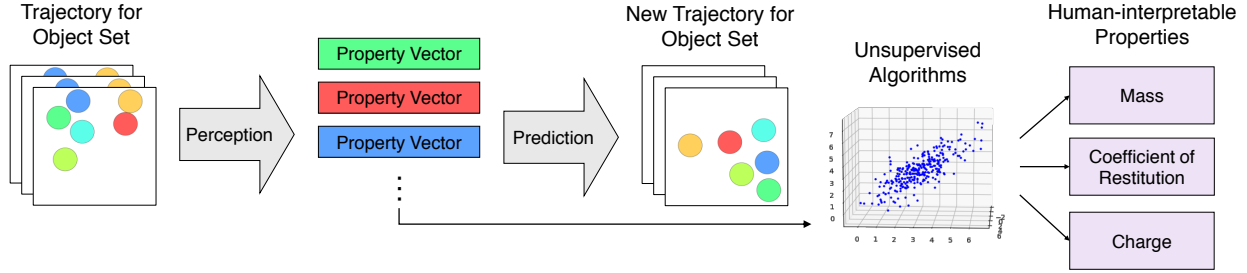 Trajectory for
Object Set
Perception
Property Vector
Property Vector
Property Vector
Prediction
New Trajectory for
Object Set
Unsupervised
Algorithms
7
6
5
4
3
2
1
0
0 1 2 3 4 5 6
Human-interpretable
Properties
Mass
Coefficient of
Restitution
Charge